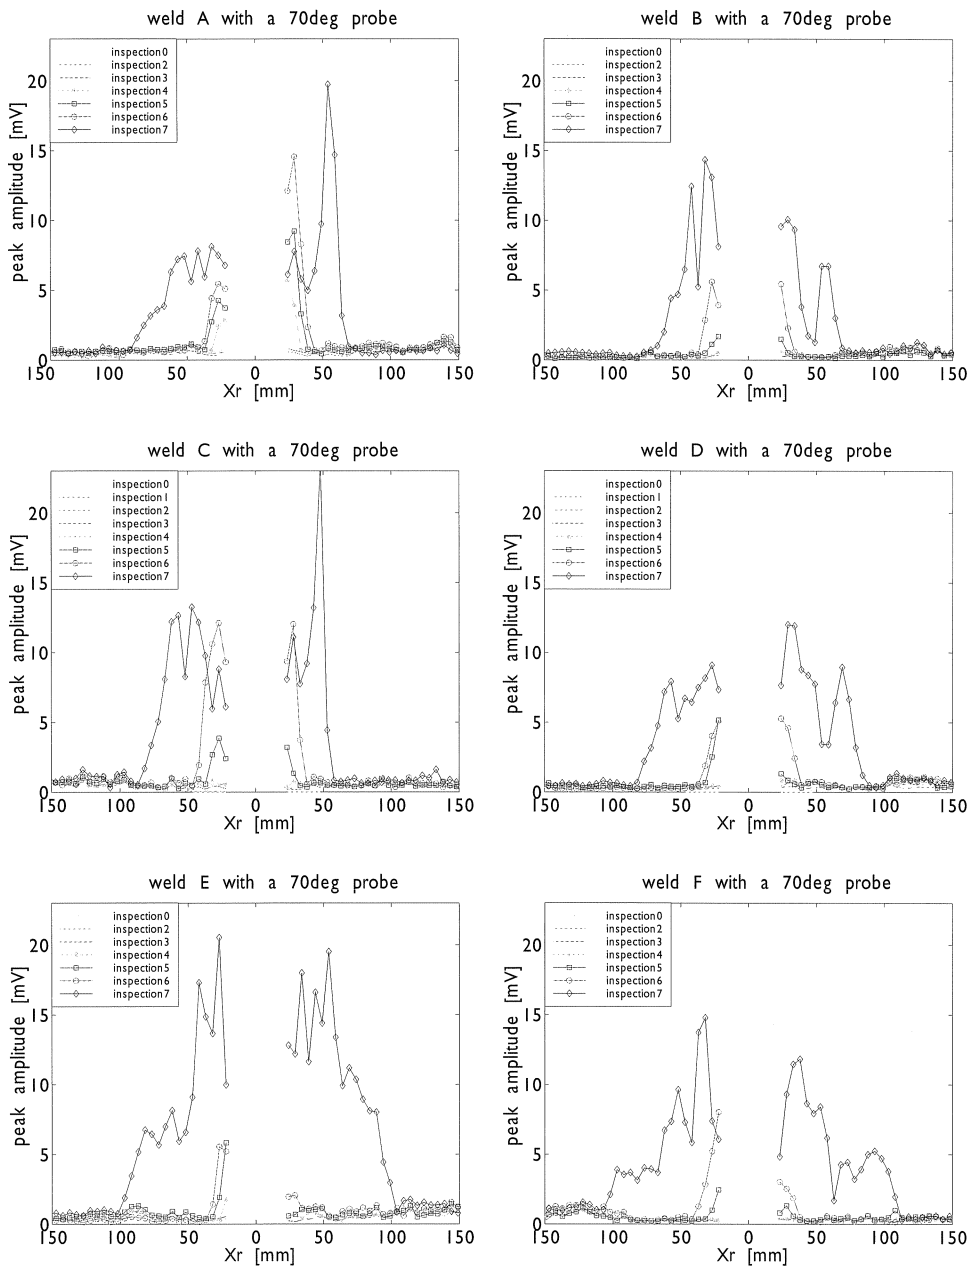 weld A with a 70deg probe
peak amplitude [mV]
20
15
10
5
0
inspection0
inspection2
inspection3
inspection4
inspection5
inspection6
inspection7
150 100 50 0 50 100 150
Xr [mm]
weld B with a 70deg probe
peak amplitude [mV]
20
15
10
5
0
inspection0
inspection2
inspection3
inspection4
inspection5
inspection6
inspection7
150 100 50 0 50 100 150
Xr [mm]
weld C with a 70deg probe
peak amplitude [mV]
20
15
10
5
0
inspection0
inspection1
inspection2
inspection3
inspection4
inspection5
inspection6
inspection7
150 100 50 0 50 100 150
Xr [mm]
weld D with a 70deg probe
peak amplitude [mV]
20
15
10
5
0
inspection0
inspection1
inspection2
inspection3
inspection4
inspection5
inspection6
inspection7
150 100 50 0 50 100 150
Xr [mm]
weld E with a 70deg probe
peak amplitude [mV]
20
15
10
5
0
inspection0
inspection2
inspection3
inspection4
inspection5
inspection6
inspection7
150 100 50 0 50 100 150
Xr [mm]
weld F with a 70deg probe
peak amplitude [mV]
20
15
10
5
0
inspection0
inspection2
inspection3
inspection4
inspection5
inspection6
inspection7
150 100 50 0 50 100 150
Xr [mm]